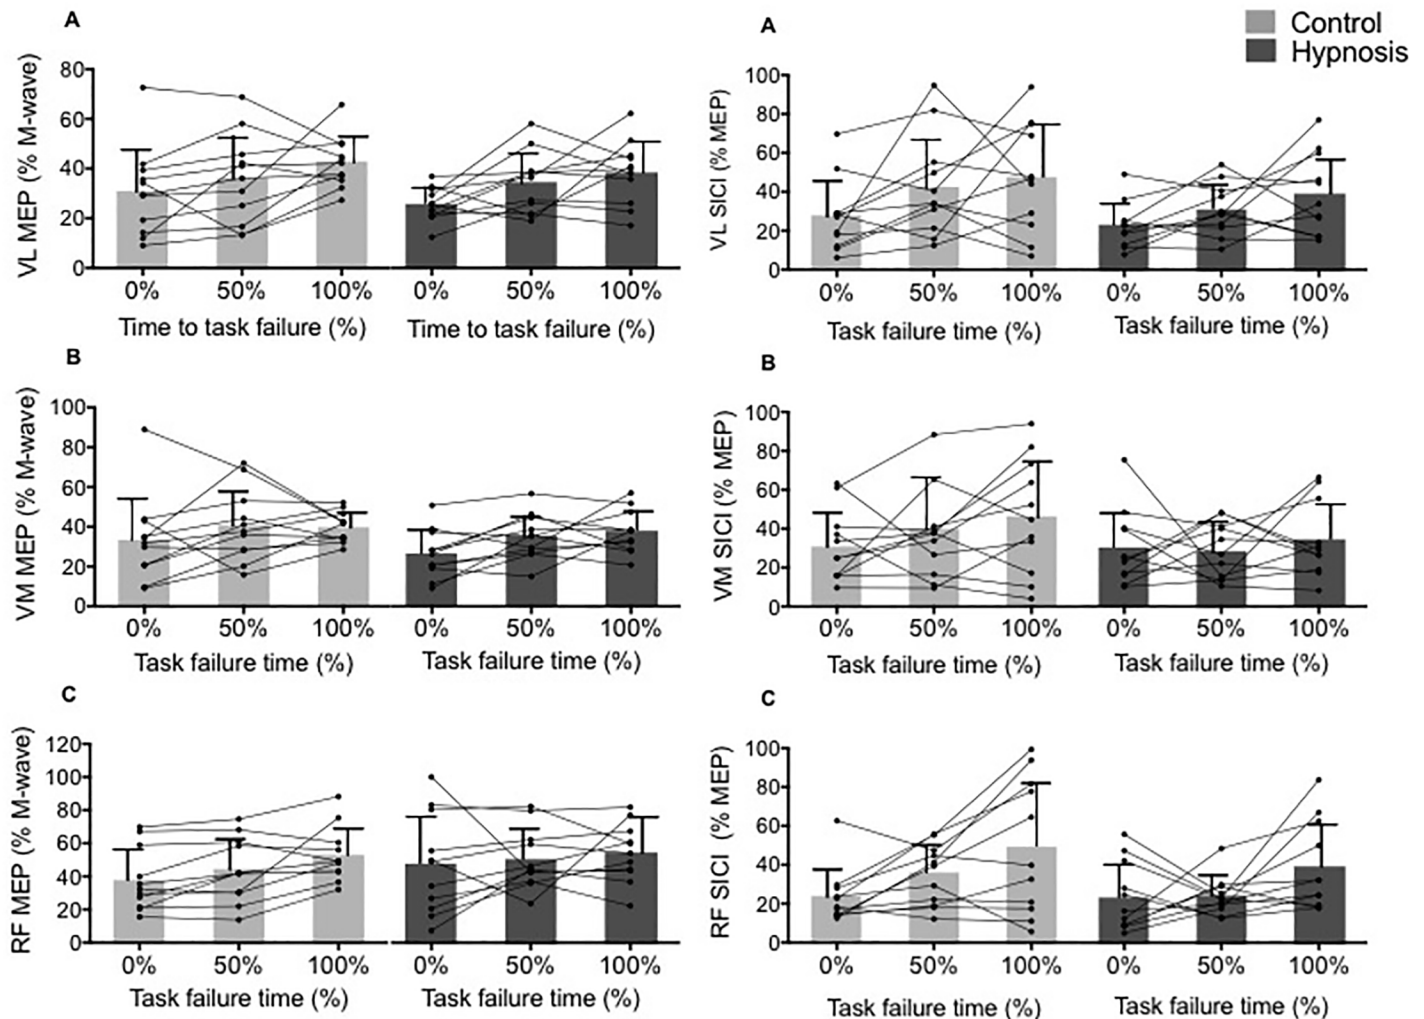 A
VL MEP (% M-wave)
80
60
40
20
0
0% 50% 100% 0% 50% 100%
Time to task failure (%) Time to task failure (%)
A
Control
Hypnosis
VL SICI (% MEP)
100
80
60
40
20
0
0% 50% 100% 0% 50% 100%
Task failure time (%) Task failure time (%)
B
VM MEP (% M-wave)
100
80
60
40
20
0
0% 50% 100% 0% 50% 100%
Task failure time (%) Task failure time (%)
B
VM SICI (% MEP)
100
80
60
40
20
0
0% 50% 100% 0% 50% 100%
Task failure time (%) Task failure time (%)
C
RF MEP (% M-wave)
120
100
80
60
40
20
0
0% 50% 100% 0% 50% 100%
Task failure time (%) Task failure time (%)
C
RF SICI (% MEP)
100
80
60
40
20
0
0% 50% 100% 0% 50% 100%
Task failure time (%) Task failure time (%)